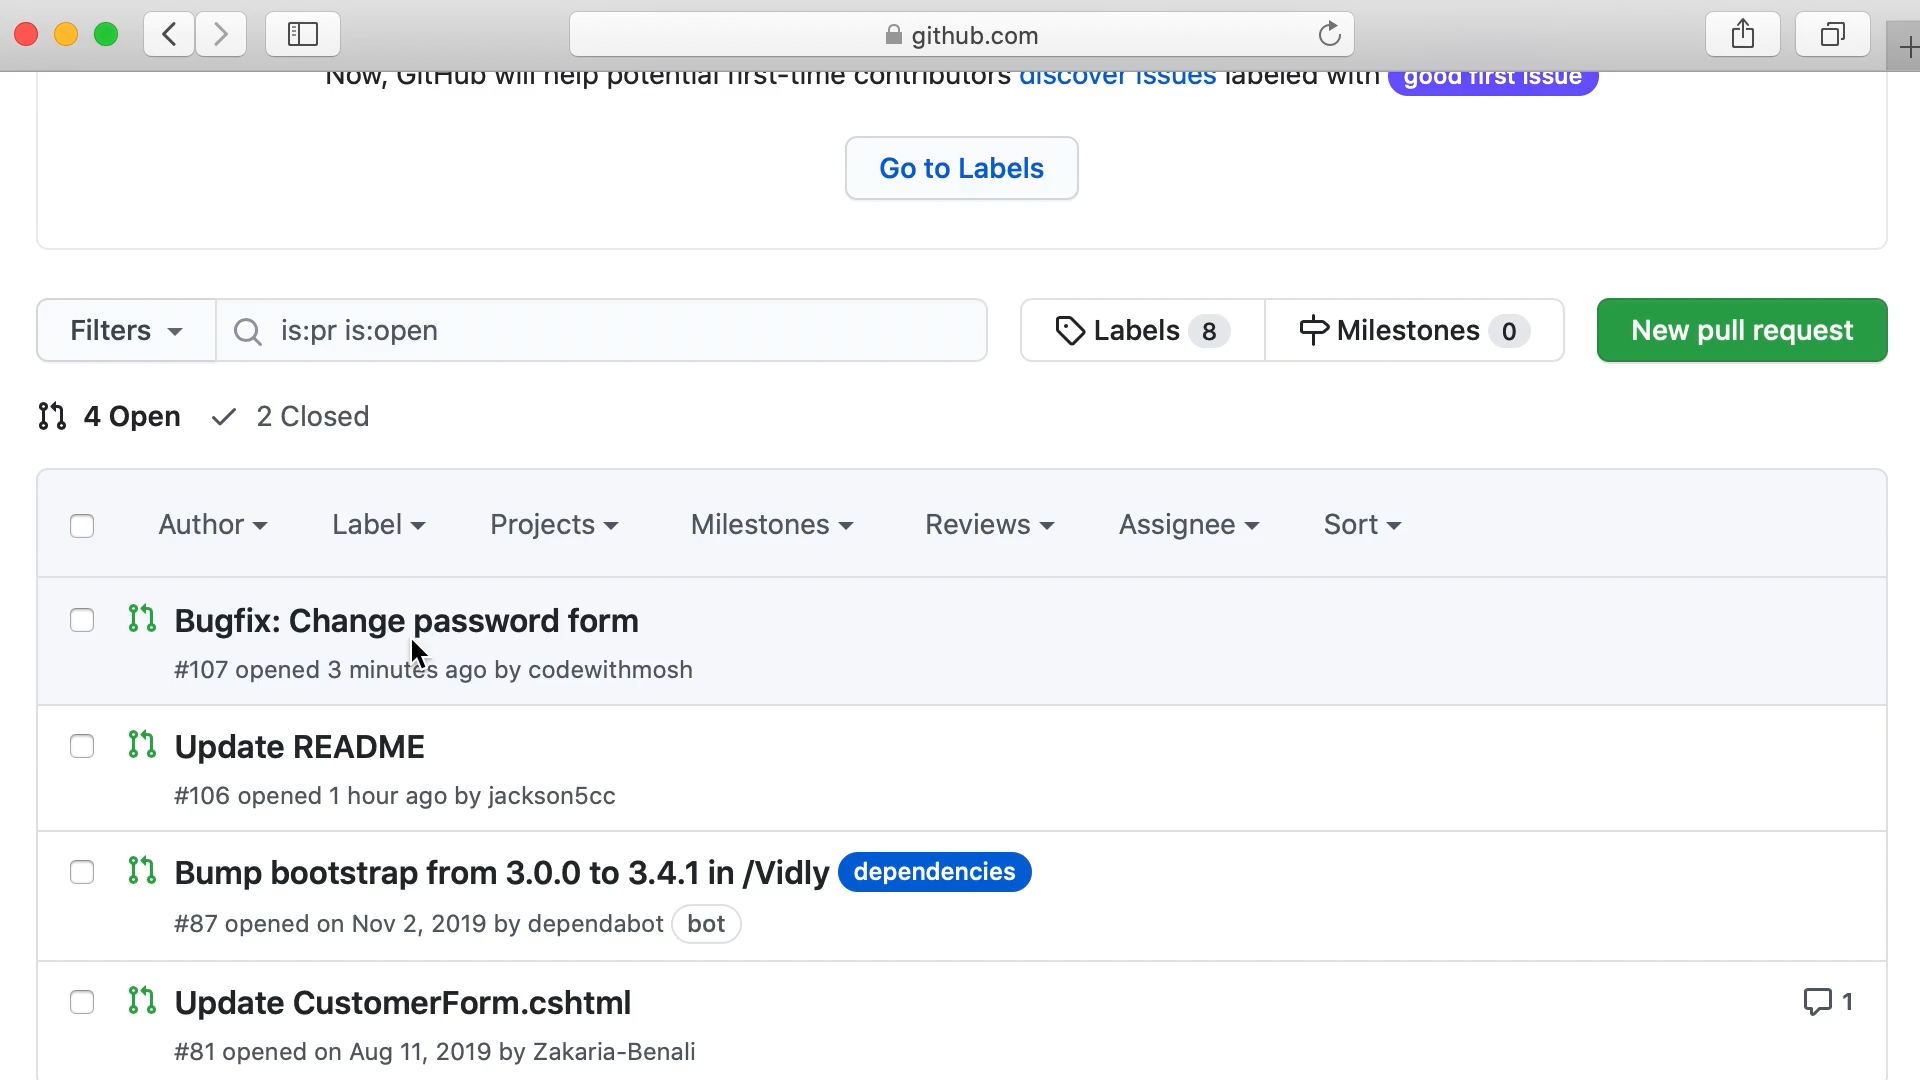 github.com
Now, GitHub will help potential first-time contributors discover issues labeled with good first issue
Go to Labels
Filters is:pr is:open Labels 8 Milestones 0 New pull request
4 Open 2 Closed
Author Label Projects Milestones Reviews Assignee Sort
Bugfix: Change password form
#107 opened 3 minutes ago by codewithmosh
Update README
#106 opened 1 hour ago by jackson5cc
Bump bootstrap from 3.0.0 to 3.4.1 in /Vidly dependencies
#87 opened on Nov 2, 2019 by dependabot bot
Update CustomerForm.cshtml 1
#81 opened on Aug 11, 2019 by Zakaria-Benali